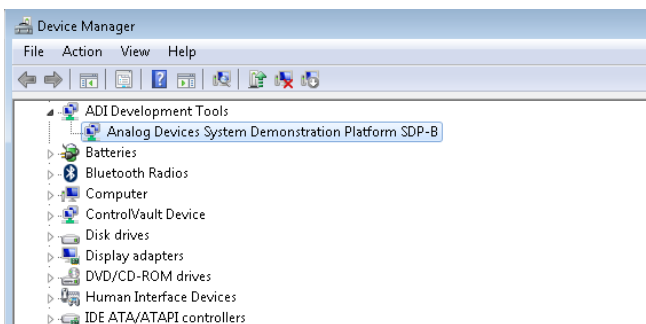 Device Manager
File Action View Help
ADI Development Tools
Analog Devices System Demonstration Platform SDP-B
Batteries
Bluetooth Radios
Computer
ControlVault Device
Disk drives
Display adapters
DVD/CD-ROM drives
Human Interface Devices
IDE ATA/ATAPI controllers